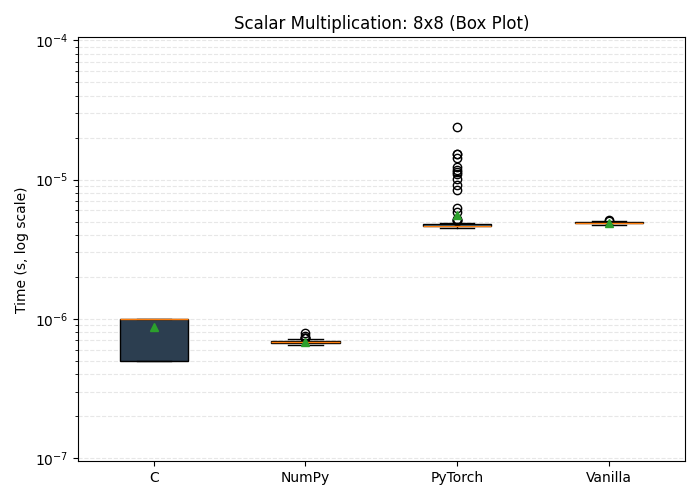 Scalar Multiplication: 8x8 (Box Plot)
Time (s, log scale)
10⁻⁴
10⁻⁵
10⁻⁶
10⁻⁷
C NumPy PyTorch Vanilla